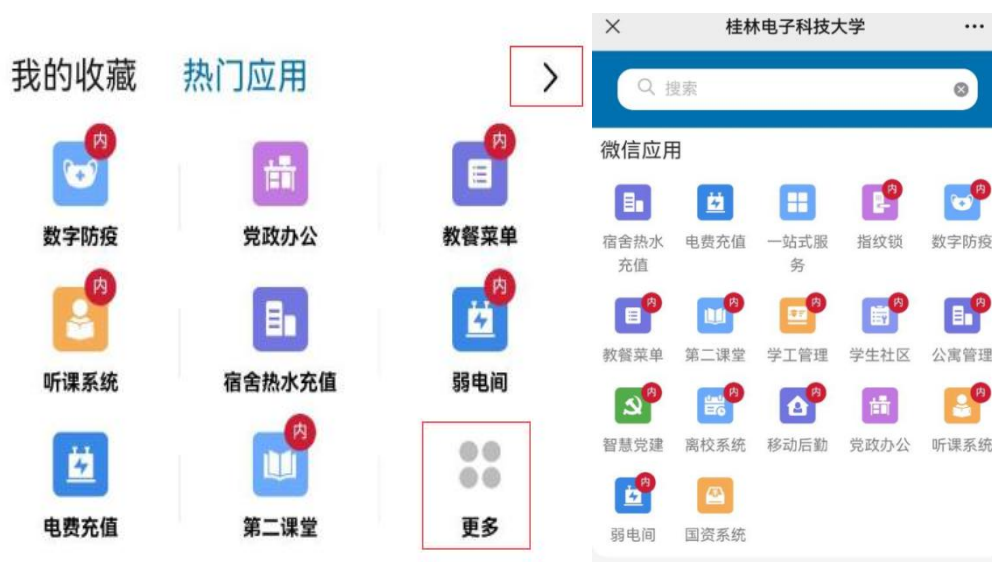 我的收藏 热门应用
内
内
数字防疫 党政办公 教餐菜单
内
内
听课系统 宿舍热水充值 弱电间
内
电费充值 第二课堂 更多
桂林电子科技大学
搜索
微信应用
内 内
宿舍热水 电费充值 一站式服 指纹锁 数字防疫
充值 务
内 内 内 内 内
教餐菜单 第二课堂 学工管理 学生社区 公寓管理
内 内 内 内
智慧党建 离校系统 移动后勤 党政办公 听课系统
内
弱电间 国资系统